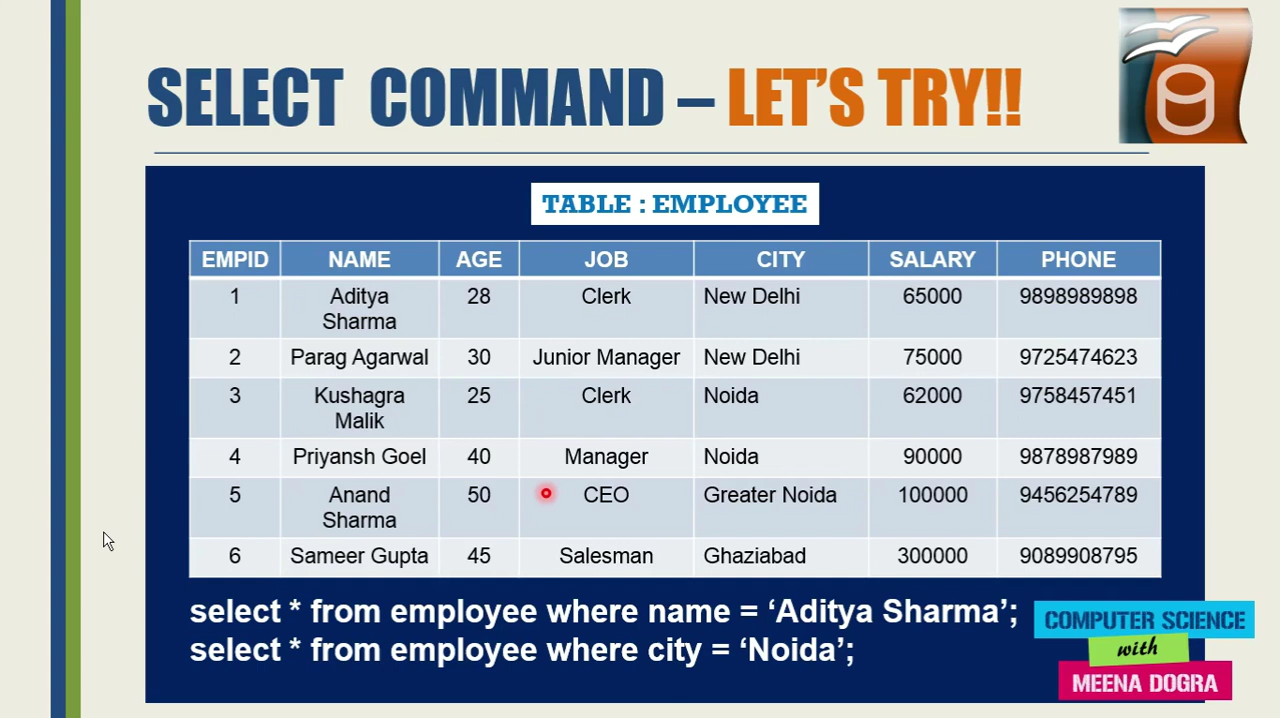 SELECT COMMAND – LET'S TRY!!
TABLE : EMPLOYEE
EMPID NAME AGE JOB CITY SALARY PHONE
1 Aditya Sharma 28 Clerk New Delhi 65000 9898989898
2 Parag Agarwal 30 Junior Manager New Delhi 75000 9725474623
3 Kushagra Malik 25 Clerk Noida 62000 9758457451
4 Priyansh Goel 40 Manager Noida 90000 9878987989
5 Anand Sharma 50 CEO Greater Noida 100000 9456254789
6 Sameer Gupta 45 Salesman Ghaziabad 300000 9089908795
select * from employee where name = ‘Aditya Sharma’;
select * from employee where city = ‘Noida’;
COMPUTER SCIENCE
with
MEENA DOGRA